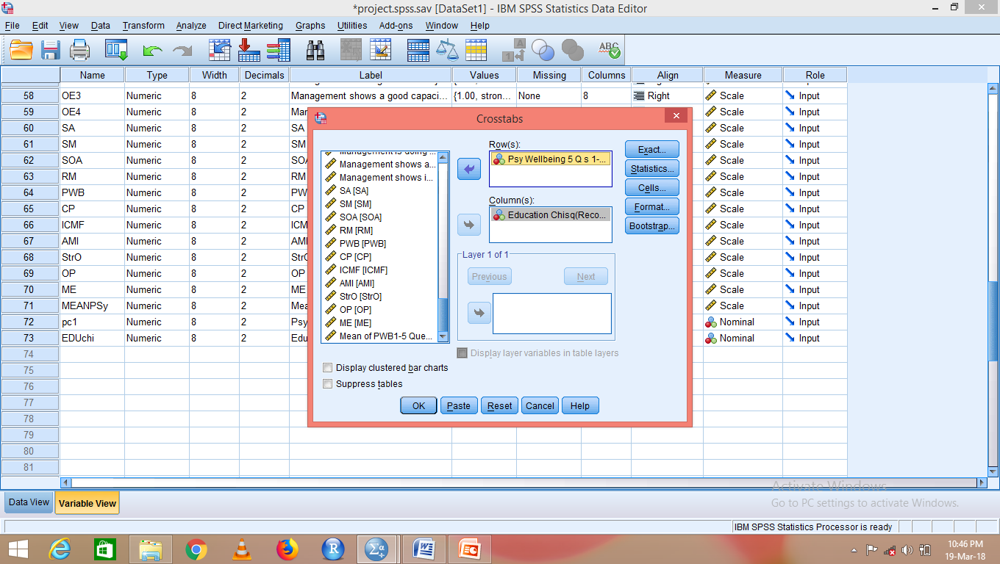 *project.spss.sav [DataSet1] - IBM SPSS Statistics Data Editor
File Edit View Data Transform Analyze Direct Marketing Graphs Utilities Add-ons Window Help
Name Type Width Decimals Label Values Missing Columns Align Measure Role
58 OE3 Numeric 8 2 Management shows a good capaci... {1.00, stron... None 8 Right Scale Input
59 OE4 Numeric 8 2 Scale Input
60 SA Numeric 8 2 SA Scale Input
61 SM Numeric 8 2 SM Scale Input
62 SOA Numeric 8 2 Scale Input
63 RM Numeric 8 2 RM Scale Input
64 PWB Numeric 8 2 Scale Input
65 CP Numeric 8 2 CP Scale Input
66 ICMF Numeric 8 2 Scale Input
67 AMI Numeric 8 2 Scale Input
68 StrO Numeric 8 2 Scale Input
69 OP Numeric 8 2 OP Scale Input
70 ME Numeric 8 2 ME Scale Input
71 MEANPSy Numeric 8 2 Scale Input
72 pc1 Numeric 8 2 Psy Nominal Input
73 EDUchi Numeric 8 2 Edu Nominal Input
74
75
76
77
78
79
80
81
Crosstabs
Management is doing ...
Management shows a...
Management shows i...
SA [SA]
SM [SM]
SOA [SOA]
RM [RM]
PWB [PWB]
CP [CP]
ICMF [ICMF]
AMI [AMI]
StrO [StrO]
OP [OP]
ME [ME]
Mean of PWB1-5 Que...
Row(s):
Psy Wellbeing 5 Q s 1-...
Column(s):
Education Chisq(Reco...
Layer 1 of 1
Previous Next
Display layer variables in table layers
Exact...
Statistics...
Cells...
Format...
Bootstrap...
Display clustered bar charts
Suppress tables
OK Paste Reset Cancel Help
Activate Windows
Go to PC settings to activate Windows.
Data View Variable View
IBM SPSS Statistics Processor is ready
10:46 PM
19-Mar-18